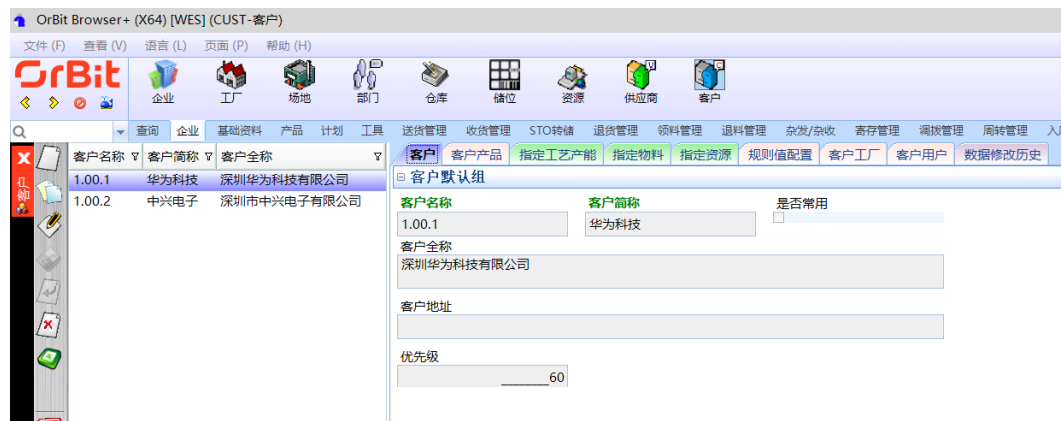 OrBit Browser+ (X64) [WES] (CUST-客户)
文件 (F) 查看 (V) 语言 (L) 页面 (P) 帮助 (H)
OrBit
企业 工厂 场地 部门 仓库 储位 资源 供应商 客户
查询 企业 基础资料 产品 计划 工具 送货管理 收货管理 STO转储 退货管理 领料管理 退料管理 杂发/杂收 寄存管理 调拨管理 周转管理
客户
客户名称 客户简称 客户全称
1.00.1 华为科技 深圳华为科技有限公司
1.00.2 中兴电子 深圳市中兴电子有限公司
客户 客户产品 指定工艺产能 指定物料 指定资源 规则值配置 客户工厂 客户用户 数据修改历史
客户默认组
客户名称 客户简称 是否常用
1.00.1 华为科技
客户全称
深圳华为科技有限公司
客户地址
优先级
________60